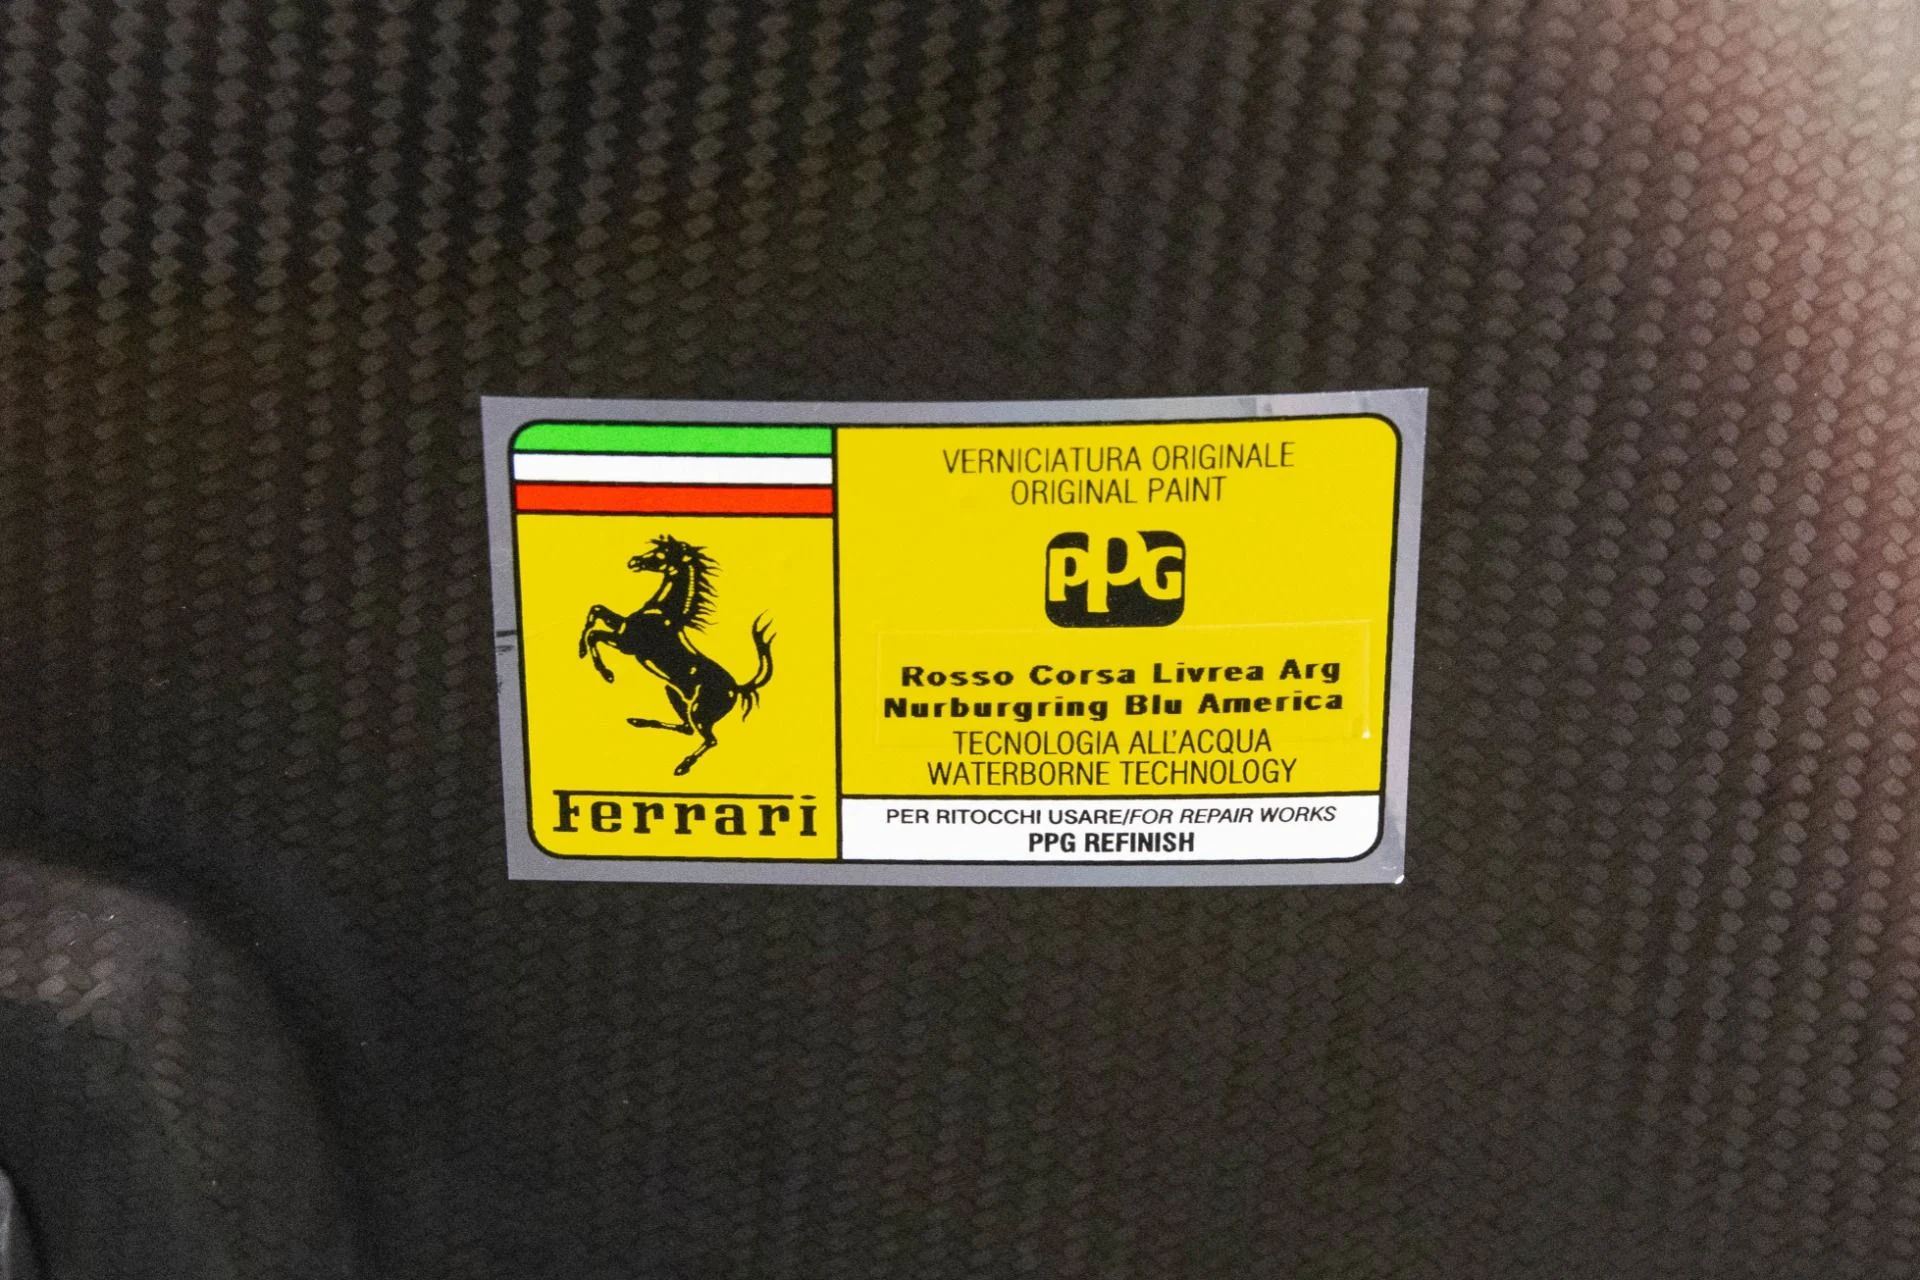 Ferrari
VERNICIATURA ORIGINALE
ORIGINAL PAINT
PPG
Rosso Corsa Livrea Arg
Nurburgring Blu America
TECNOLOGIA ALL'ACQUA
WATERBORNE TECHNOLOGY
PER RITOCCHI USARE/FOR REPAIR WORKS
PPG REFINISH